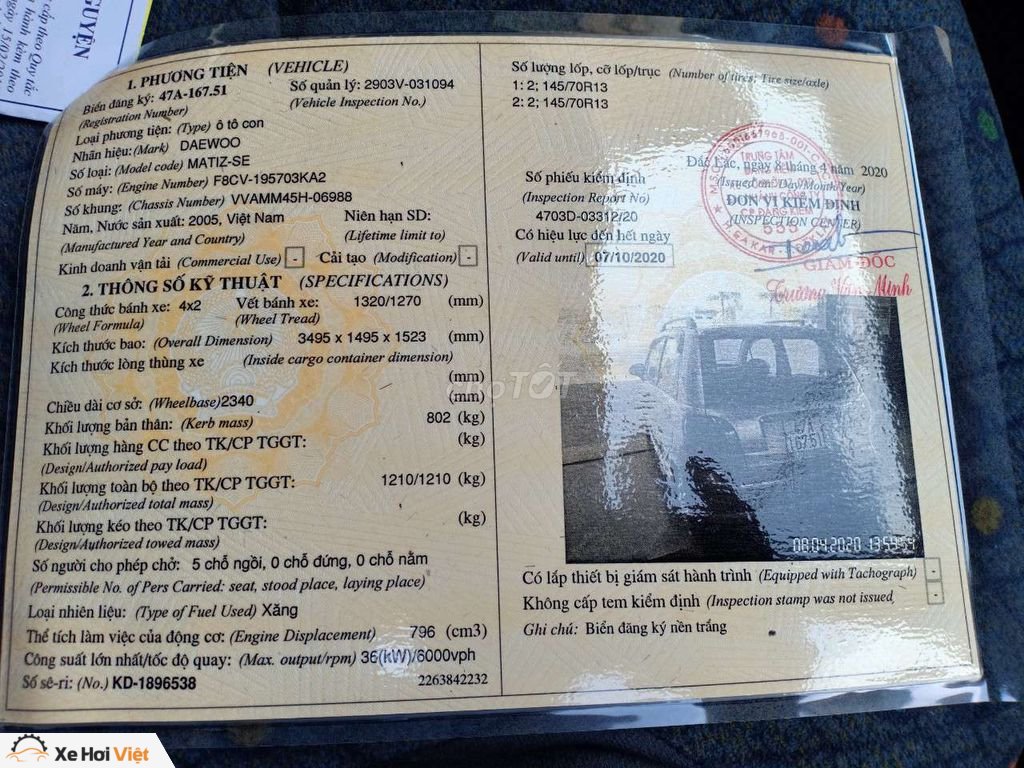 GUYỆN
1. PHƯƠNG TIỆN (VEHICLE)
Biển đăng ký: 47A-167.51
Số quản lý: 2903V-031094
(Registration Number)
(Vehicle Inspection No.)
Loại phương tiện: (Type) ô tô con
Nhãn hiệu: (Mark) DAEWOO
Số loại: (Model code) MATIZ-SE
Số máy: (Engine Number) F8CV-195703KA2
Số khung: (Chassis Number) VVAMM45H-06988
Năm, Nước sản xuất: 2005, Việt Nam
Niên hạn SD:
(Manufactured Year and Country)
(Lifetime limit to)
Kinh doanh vận tải (Commercial Use) - Cải tạo (Modification) -
2. THÔNG SỐ KỸ THUẬT (SPECIFICATIONS)
Công thức bánh xe: 4x2 Vết bánh xe: 1320/1270 (mm)
(Wheel Formula) (Wheel Tread)
Kích thước bao: (Overall Dimension) 3495 x 1495 x 1523 (mm)
Kích thước lòng thùng xe (Inside cargo container dimension)
(mm)
Chiều dài cơ sở: (Wheelbase)2340 (mm)
Khối lượng bản thân: (Kerb mass) 802 (kg)
Khối lượng hàng CC theo TK/CP TGGT: (kg)
(Design/Authorized pay load)
Khối lượng toàn bộ theo TK/CP TGGT: 1210/1210 (kg)
(Design/Authorized total mass)
Khối lượng kéo theo TK/CP TGGT: (kg)
(Design/Authorized towed mass)
Số người cho phép chở: 5 chỗ ngồi, 0 chỗ đứng, 0 chỗ nằm
(Permissible No. of Pers Carried: seat, stood place, laying place)
Loại nhiên liệu: (Type of Fuel Used) Xăng
Thể tích làm việc của động cơ: (Engine Displacement) 796 (cm3)
Công suất lớn nhất/tốc độ quay: (Max. output/rpm) 36(kW)/6000vph
Số sê-ri: (No.) KD-1896538 2263842232
Số lượng lốp, cỡ lốp/trục (Number of tires; Tire size/axle)
1: 2; 145/70R13
2: 2; 145/70R13
Đắc Lắc, ngày 8 tháng 4 năm 2020
(Issued on: Day/Month/Year)
Số phiếu kiểm định
(Inspection Report No)
4703D-03312/20
ĐƠN VỊ KIỂM ĐỊNH
(INSPECTION CENTER)
Có hiệu lực đến hết ngày
(Valid until) 07/10/2020
TRUNG TÂM
GIÁM ĐỐC
Trương Văn Minh
CHỢ TỐT
08.04.2020 13:59:54
Có lắp thiết bị giám sát hành trình (Equipped with Tachograph) -
Không cấp tem kiểm định (Inspection stamp was not issued) -
Ghi chú: Biển đăng ký nền trắng
Xe Hơi Việt